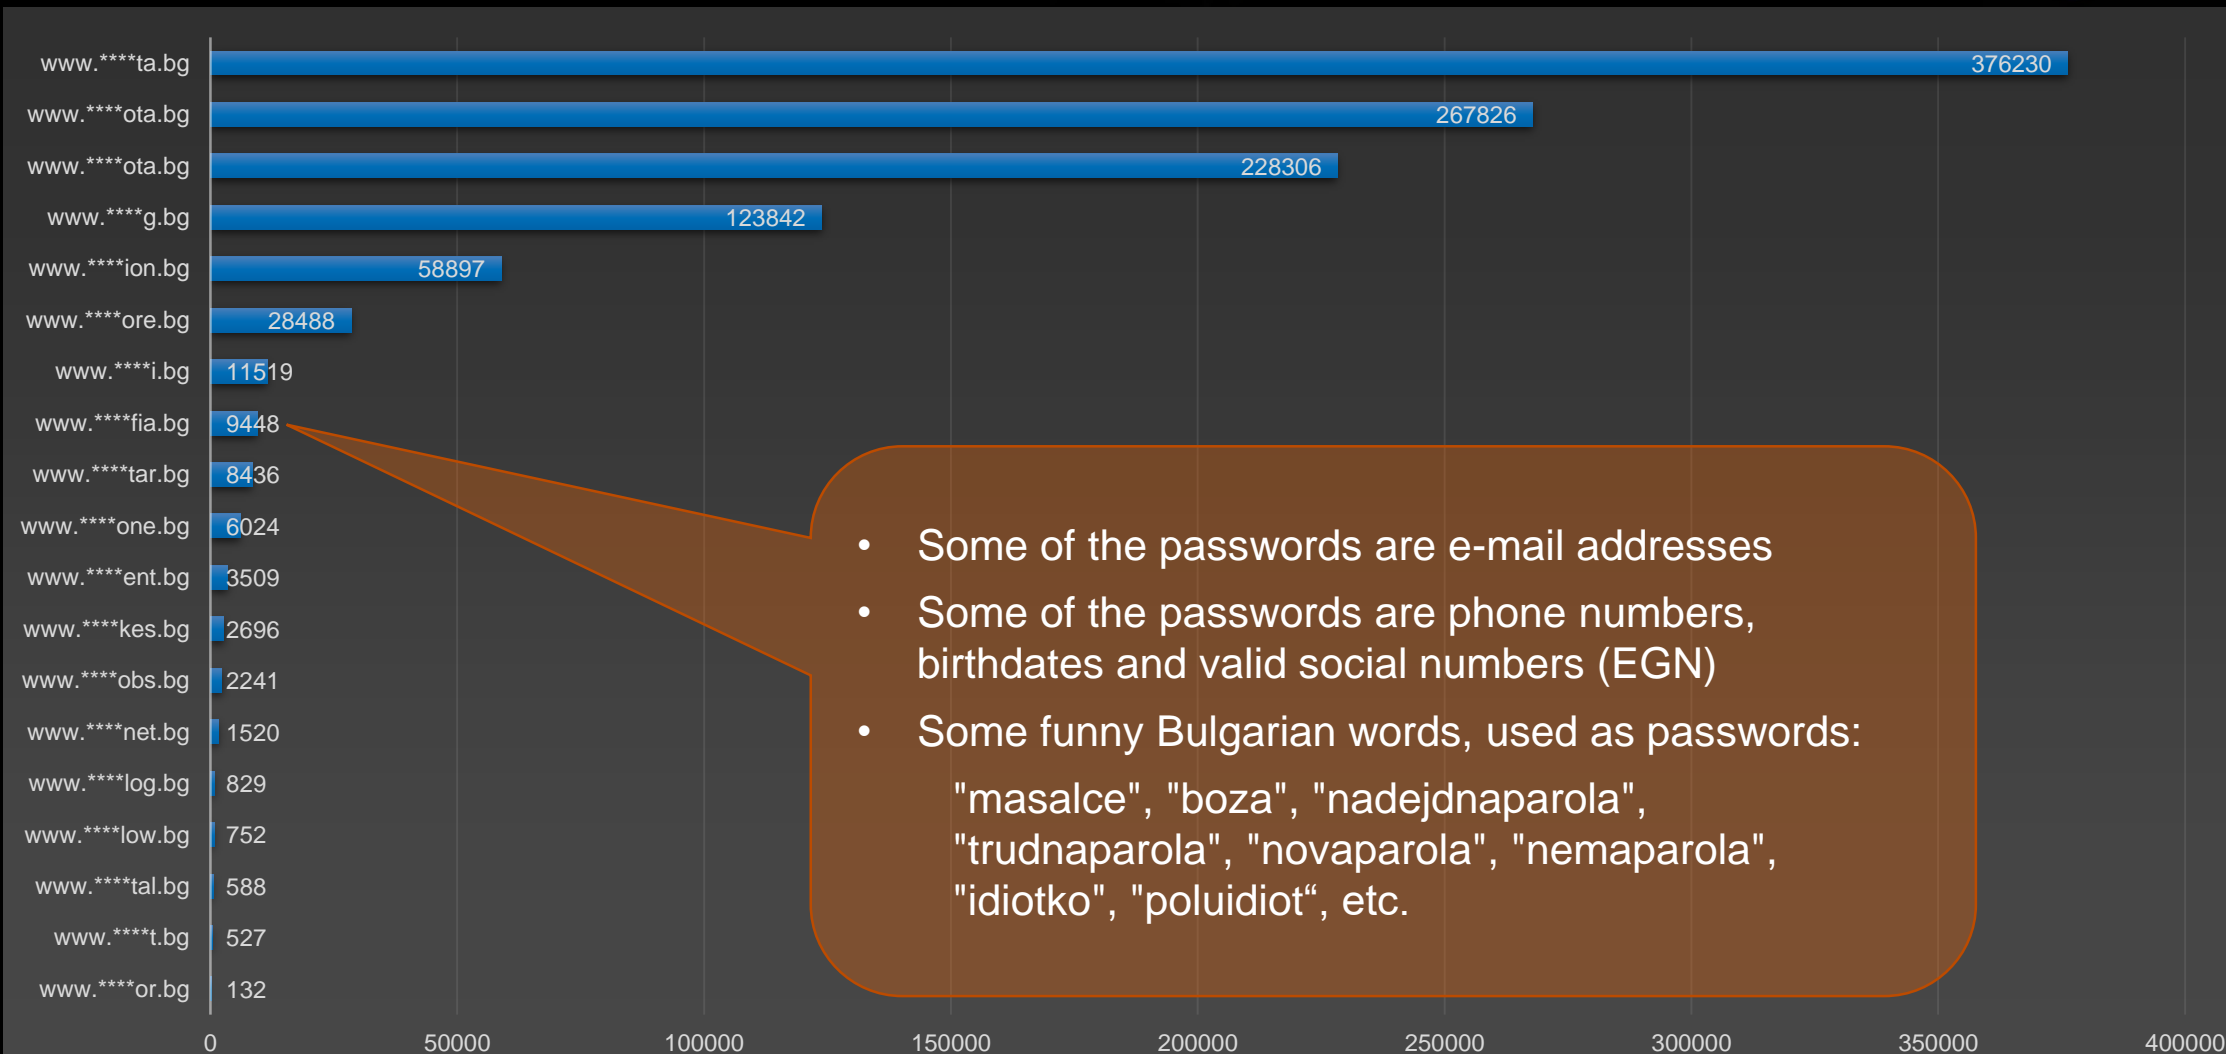 www.****ta.bg 376230
www.****ota.bg 267826
www.****ota.bg 228306
www.****g.bg 123842
www.****ion.bg 58897
www.****ore.bg 28488
www.****i.bg 11519
www.****fia.bg 9448
www.****tar.bg 8436
www.****one.bg 6024
www.****ent.bg 3509
www.****kes.bg 2696
www.****obs.bg 2241
www.****net.bg 1520
www.****log.bg 829
www.****low.bg 752
www.****tal.bg 588
www.****t.bg 527
www.****or.bg 132
0 50000 100000 150000 200000 250000 300000 350000 400000
• Some of the passwords are e-mail addresses
• Some of the passwords are phone numbers,
birthdates and valid social numbers (EGN)
• Some funny Bulgarian words, used as passwords:
"masalce", "boza", "nadejdnaparola",
"trudnaparola", "novaparola", "nemaparola",
"idiotko", "poluidiot“, etc.